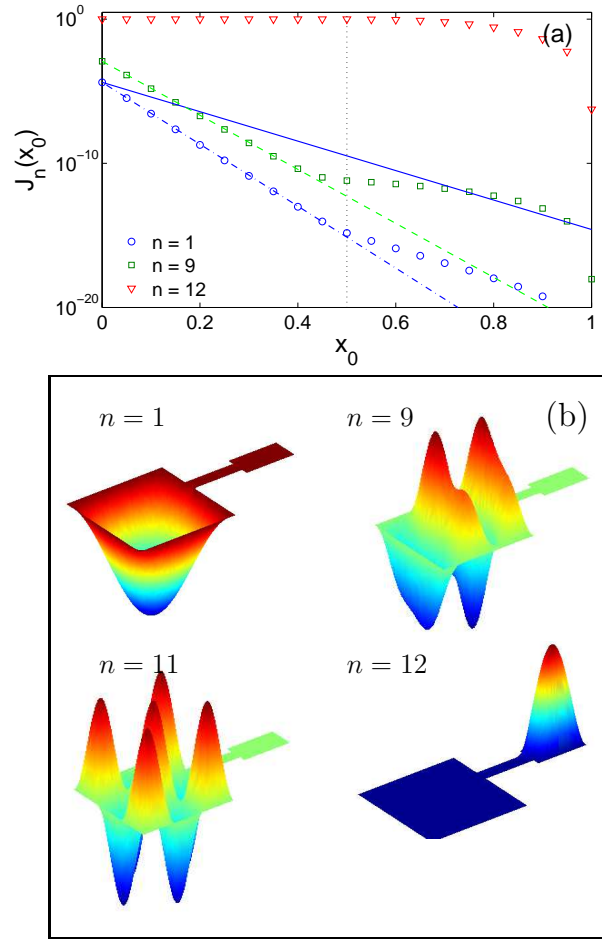 10^0
(a)
10^-10
10^-20
J_n(x_0)
n = 1
n = 9
n = 12
0 0.2 0.4 0.6 0.8 1
x_0
n = 1
n = 9
(b)
n = 11
n = 12